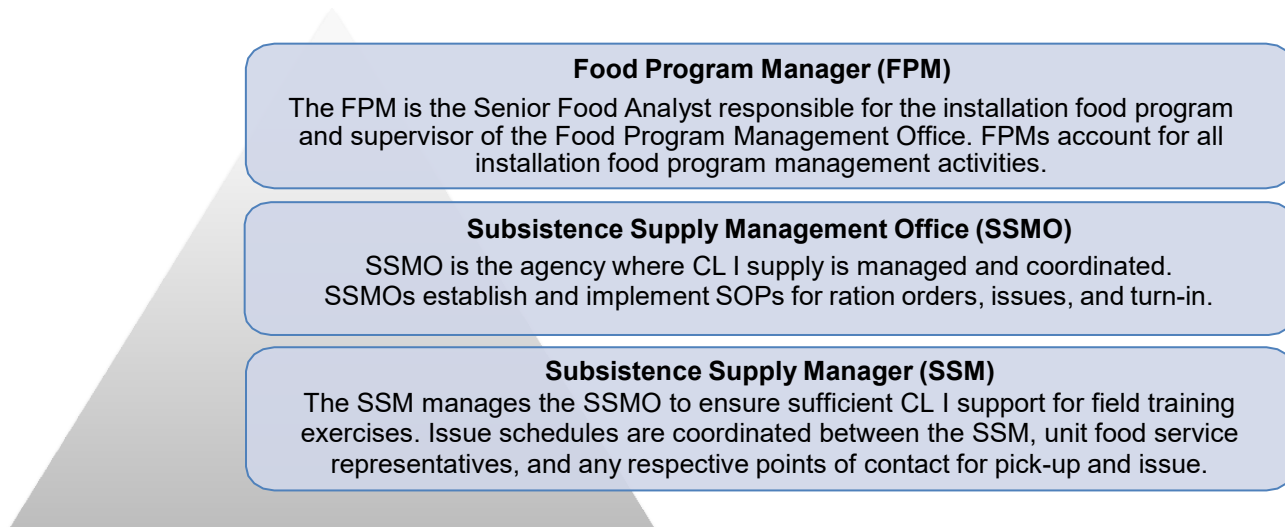 Food Program Manager (FPM)
The FPM is the Senior Food Analyst responsible for the installation food program
and supervisor of the Food Program Management Office. FPMs account for all
installation food program management activities.
Subsistence Supply Management Office (SSMO)
SSMO is the agency where CL I supply is managed and coordinated.
SSMOs establish and implement SOPs for ration orders, issues, and turn-in.
Subsistence Supply Manager (SSM)
The SSM manages the SSMO to ensure sufficient CL I support for field training
exercises. Issue schedules are coordinated between the SSM, unit food service
representatives, and any respective points of contact for pick-up and issue.